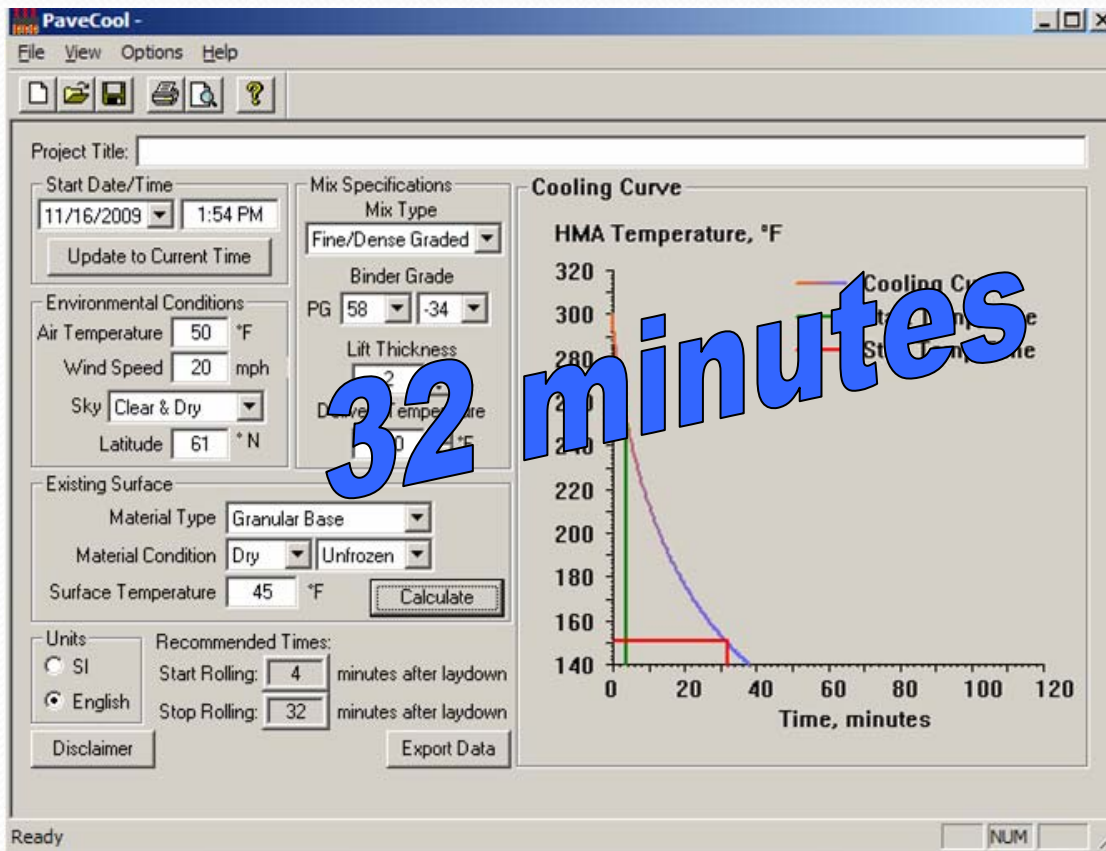 PaveCool -
File View Options Help
Project Title:
Start Date/Time
11/16/2009 1:54 PM
Update to Current Time
Environmental Conditions
Air Temperature 50 °F
Wind Speed 20 mph
Sky Clear & Dry
Latitude 61 ° N
Mix Specifications
Mix Type
Fine/Dense Graded
Binder Grade
PG 58 -34
Lift Thickness
2
32 minutes
Existing Surface
Material Type Granular Base
Material Condition Dry Unfrozen
Surface Temperature 45 °F
Calculate
Units
SI
English
Recommended Times:
Start Rolling: 4 minutes after laydown
Stop Rolling: 32 minutes after laydown
Disclaimer
Export Data
Cooling Curve
HMA Temperature, °F
Cooling
320
300
280
220
200
180
160
140
0 20 40 60 80 100 120
Time, minutes
Ready
NUM